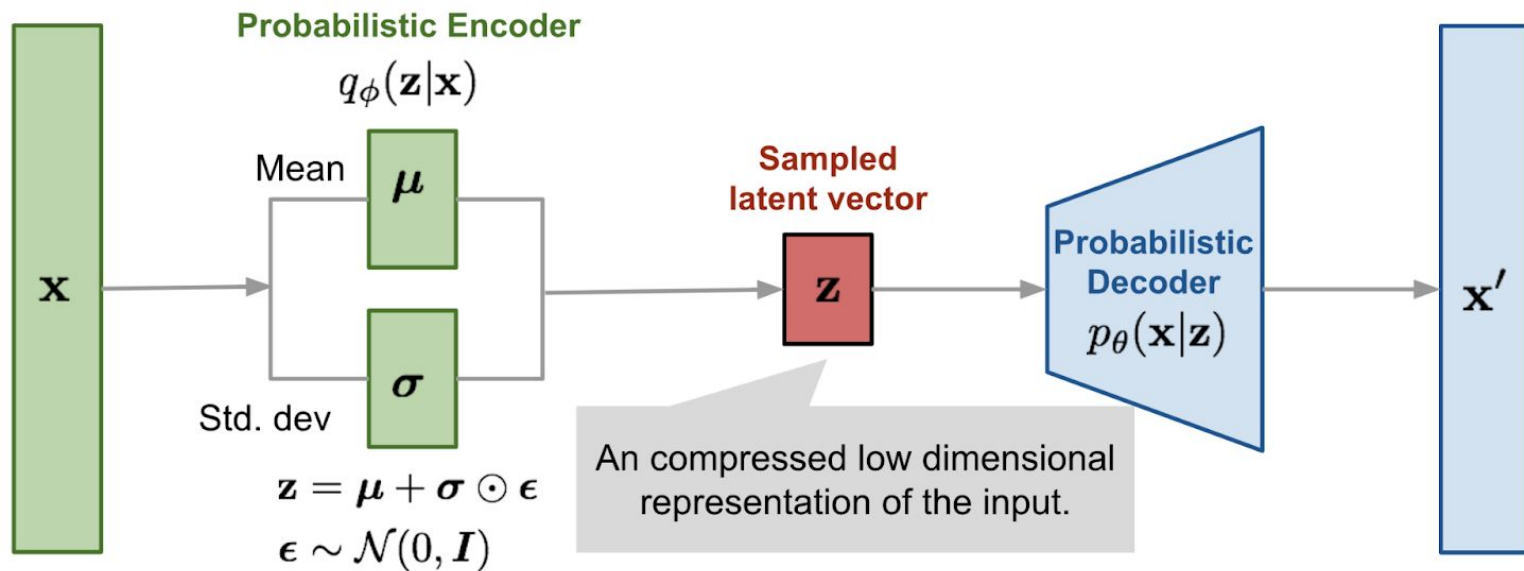 Probabilistic Encoder
qϕ(z|x)
Mean
μ
x
σ
Std. dev
z = μ + σ ⊙ ϵ
ϵ ∼ 𝒩(0, I)
Sampled
latent vector
z
An compressed low dimensional
representation of the input.
Probabilistic
Decoder
pθ(x|z)
x′